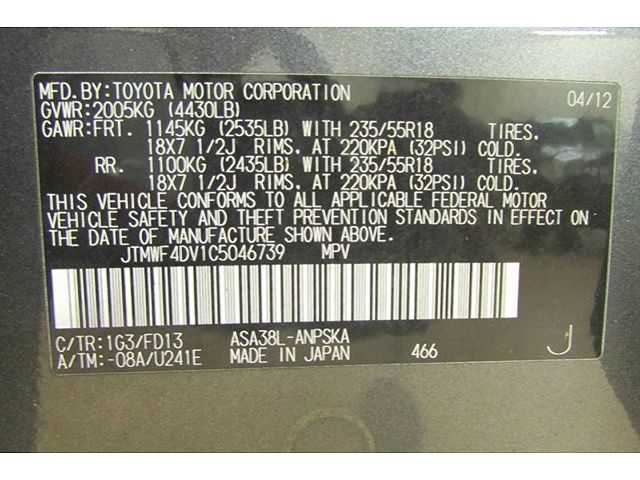 MFD.BY:TOYOTA MOTOR CORPORATION 04/12
GVWR:2005KG (4430LB)
GAWR:FRT. 1145KG (2535LB) WITH 235/55R18 TIRES.
18X7 1/2J RIMS. AT 220KPA (32PSI) COLD.
RR. 1100KG (2435LB) WITH 235/55R18 TIRES.
18X7 1/2J RIMS. AT 220KPA (32PSI) COLD.
THIS VEHICLE CONFORMS TO ALL APPLICABLE FEDERAL MOTOR
VEHICLE SAFETY AND THEFT PREVENTION STANDARDS IN EFFECT ON
THE DATE OF MANUFACTURE SHOWN ABOVE.
JTMWF4DV1C5046739 MPV
C/TR:1G3/FD13 ASA38L-ANPSKA
A/TM:-08A/U241E MADE IN JAPAN 466 J